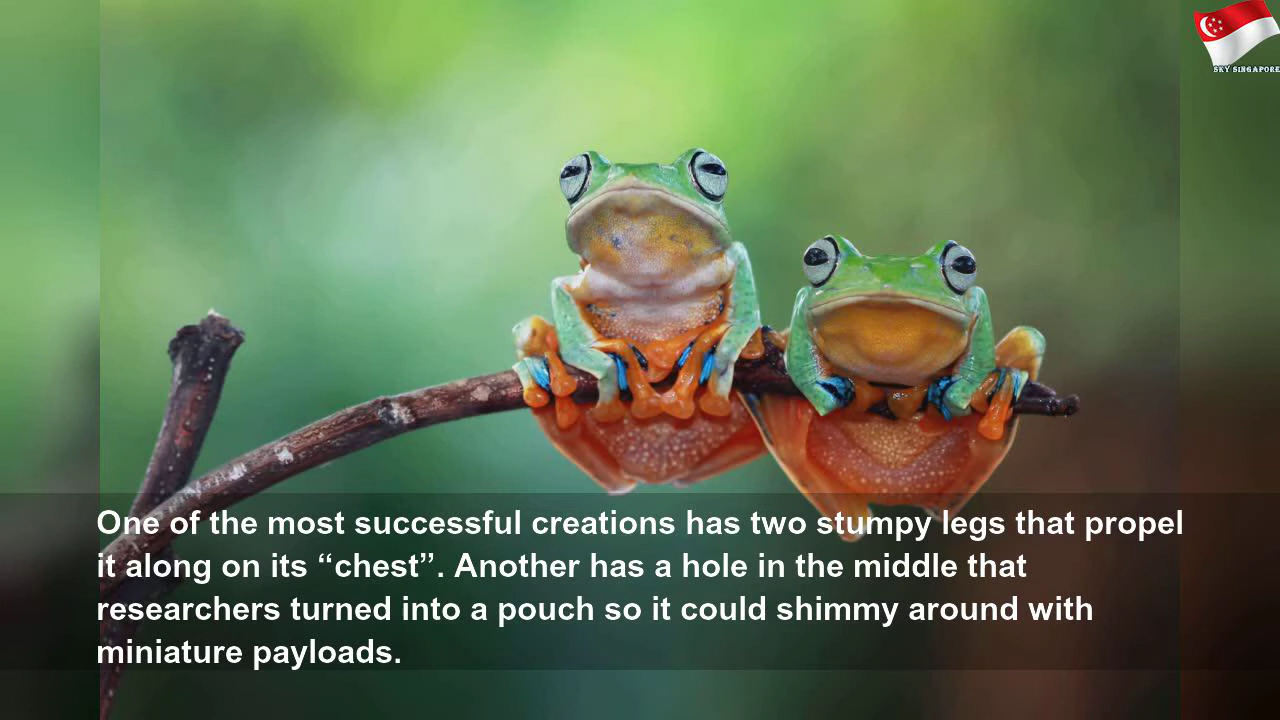 SKY SINGAPORE
One of the most successful creations has two stumpy legs that propel
it along on its “chest”. Another has a hole in the middle that
researchers turned into a pouch so it could shimmy around with
miniature payloads.